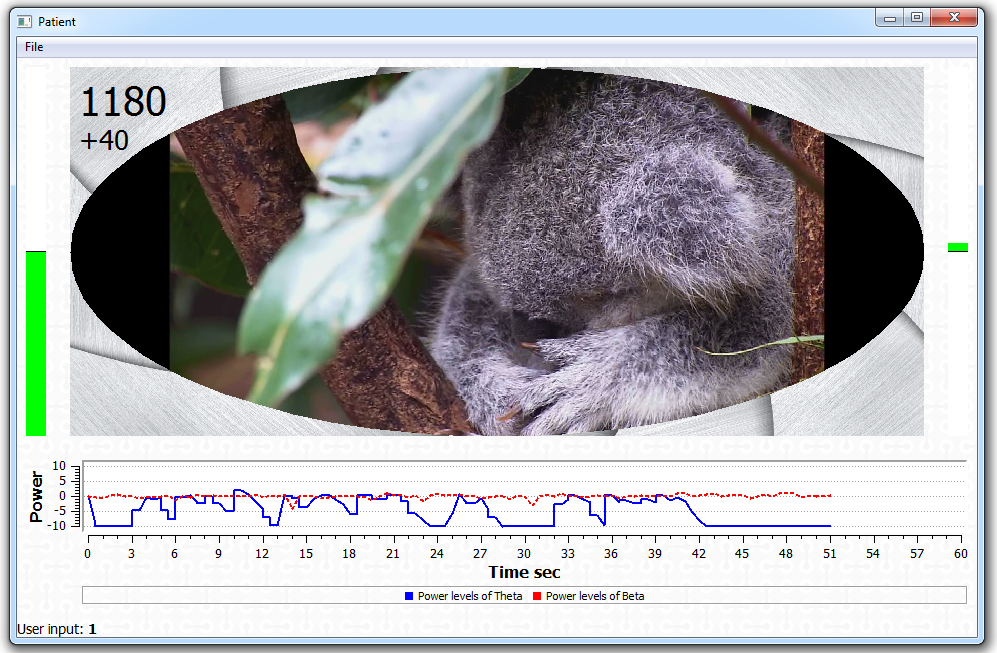 Patient
File
1180
+40
Power
10
5
0
-5
-10
0 3 6 9 12 15 18 21 24 27 30 33 36 39 42 45 48 51 54 57 60
Time sec
Power levels of Theta Power levels of Beta
User input: 1